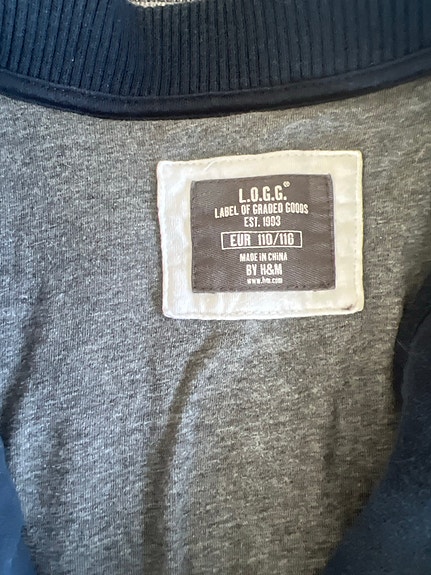 L.O.G.G.®
LABEL OF GRADED GOODS
EST. 1993
EUR 110/116
MADE IN CHINA
BY H&M
www.hm.com